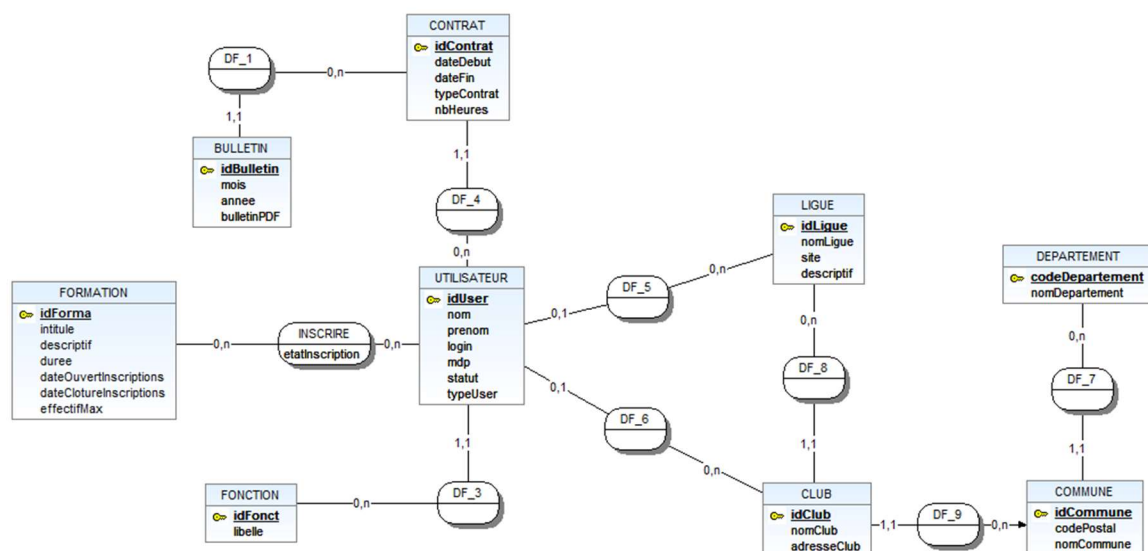 CONTRAT
idContrat
dateDebut
dateFin
typeContrat
nbHeures
DF_1
0,n
1,1
BULLETIN
idBulletin
mois
annee
bulletinPDF
1,1
DF_4
0,n
UTILISATEUR
idUser
nom
prenom
login
mdp
statut
typeUser
FORMATION
idForma
intitule
descriptif
duree
dateOuvertInscriptions
dateClotureInscriptions
effectifMax
0,n
INSCRIRE
etatInscription
0,n
1,1
DF_3
0,n
FONCTION
idFonct
libelle
0,1
DF_5
0,n
LIGUE
idLigue
nomLigue
site
descriptif
0,n
DF_8
1,1
0,1
DF_6
0,n
CLUB
idClub
nomClub
adresseClub
1,1
DF_9
0,n
DEPARTEMENT
codeDepartement
nomDepartement
0,n
DF_7
1,1
COMMUNE
idCommune
codePostal
nomCommune